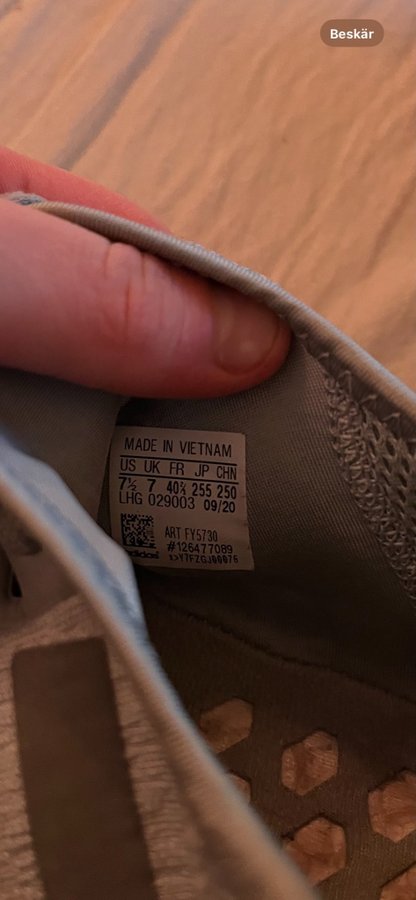 Beskär
MADE IN VIETNAM
US UK FR JP CHN
7½ 7 40⅔ 255 250
LHG 029003 09/20
ART FY5730
#126477089
adidas